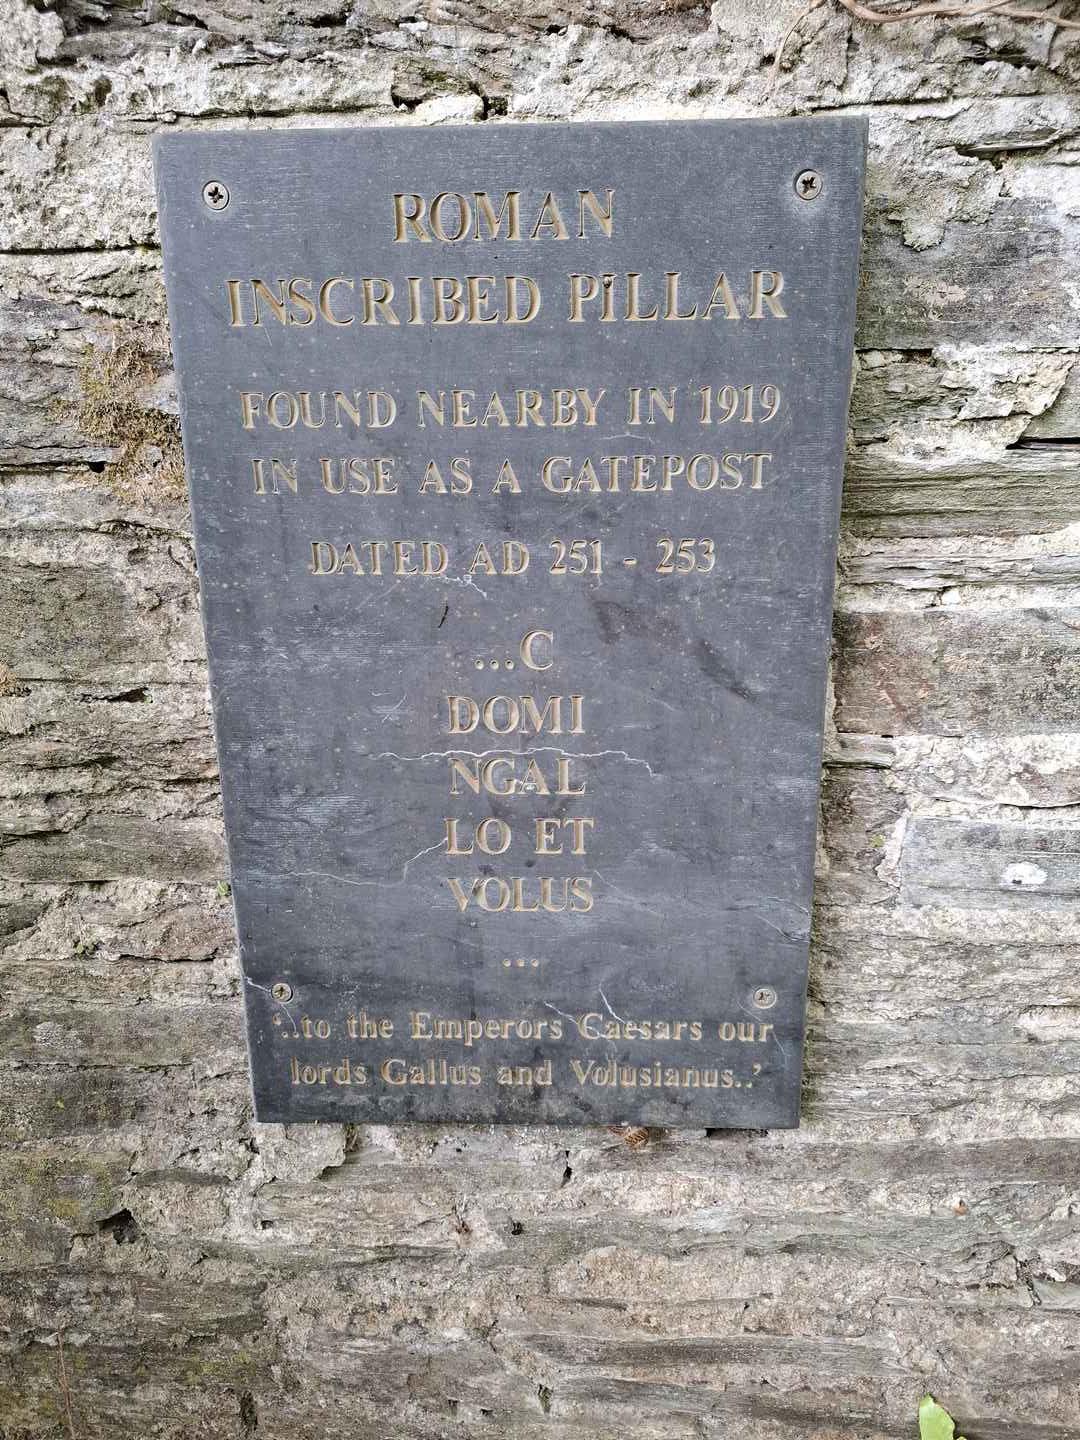 ROMAN
INSCRIBED PILLAR
FOUND NEARBY IN 1919
IN USE AS A GATEPOST
DATED AD 251 - 253
...C
DOMI
NGAL
LO ET
VOLUS
...
'..to the Emperors Caesars our
lords Gallus and Volusianus..'